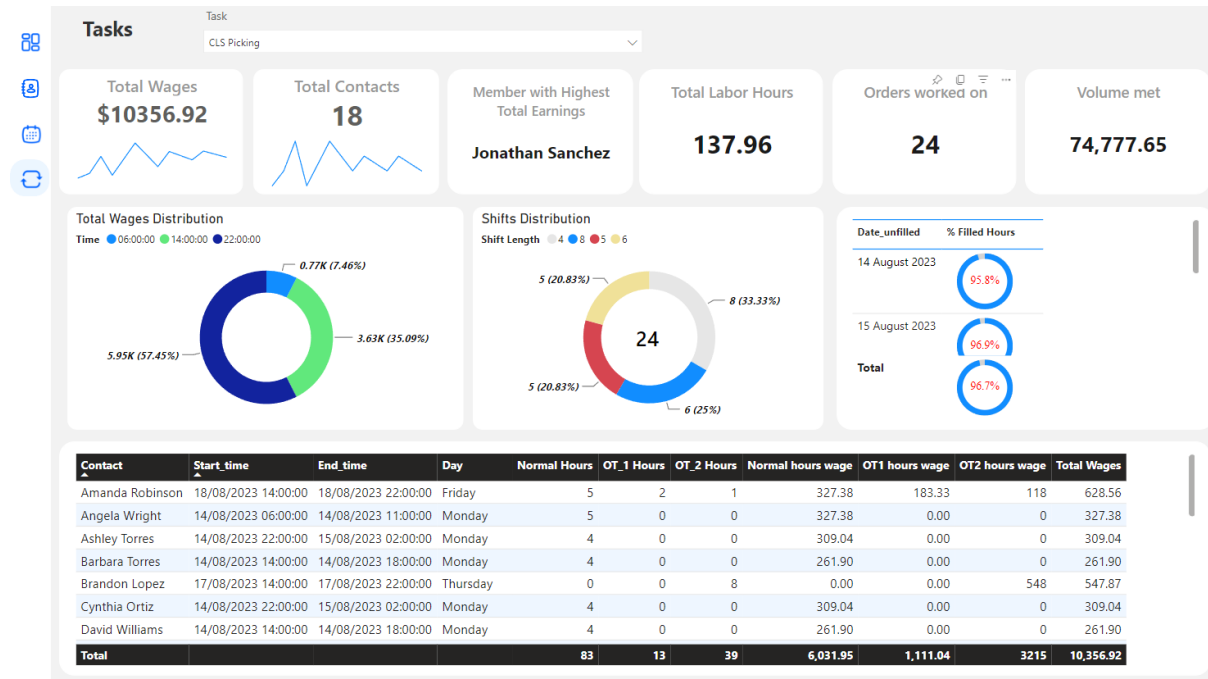 Tasks
Task
CLS Picking
Total Wages
$10356.92
Total Contacts
18
Member with Highest
Total Earnings
Jonathan Sanchez
Total Labor Hours
137.96
Orders worked on
24
Volume met
74,777.65
Total Wages Distribution
Time 06:00:00 14:00:00 22:00:00
0.77K (7.46%)
3.63K (35.09%)
5.95K (57.45%)
Shifts Distribution
Shift Length 4 8 5 6
5 (20.83%)
8 (33.33%)
24
5 (20.83%)
6 (25%)
Date_unfilled % Filled Hours
14 August 2023 95.8%
15 August 2023 96.9%
Total 96.7%
Contact Start_time End_time Day Normal Hours OT_1 Hours OT_2 Hours Normal hours wage OT1 hours wage OT2 hours wage Total Wages
Amanda Robinson 18/08/2023 14:00:00 18/08/2023 22:00:00 Friday 5 2 1 327.38 183.33 118 628.56
Angela Wright 14/08/2023 06:00:00 14/08/2023 11:00:00 Monday 5 0 0 327.38 0.00 0 327.38
Ashley Torres 14/08/2023 22:00:00 15/08/2023 02:00:00 Monday 4 0 0 309.04 0.00 0 309.04
Barbara Torres 14/08/2023 14:00:00 14/08/2023 18:00:00 Monday 4 0 0 261.90 0.00 0 261.90
Brandon Lopez 17/08/2023 14:00:00 17/08/2023 22:00:00 Thursday 0 0 8 0.00 0.00 548 547.87
Cynthia Ortiz 14/08/2023 22:00:00 15/08/2023 02:00:00 Monday 4 0 0 309.04 0.00 0 309.04
David Williams 14/08/2023 14:00:00 14/08/2023 18:00:00 Monday 4 0 0 261.90 0.00 0 261.90
Total 83 13 39 6,031.95 1,111.04 3215 10,356.92